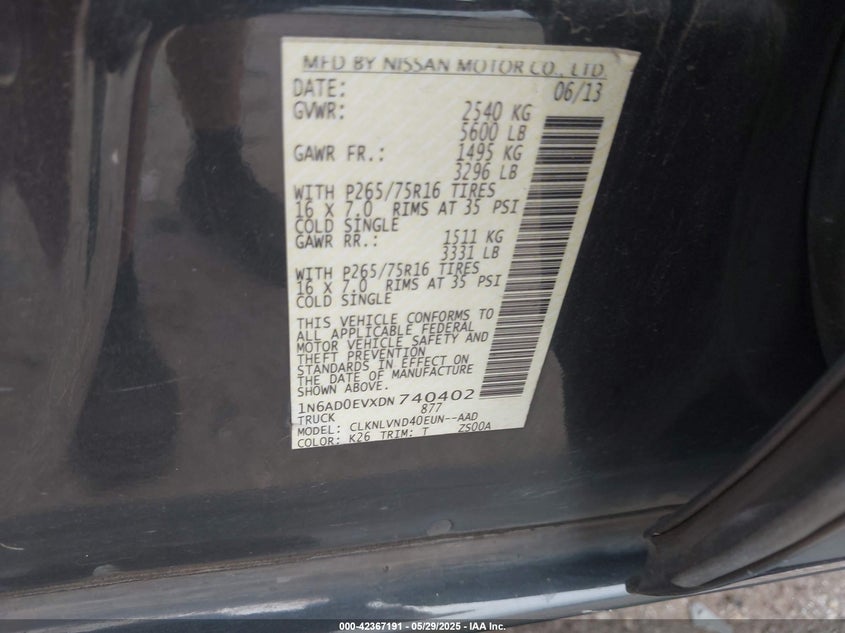 MFD BY NISSAN MOTOR CO., LTD.
DATE: 06/13
GVWR: 2540 KG
5600 LB
GAWR FR.: 1495 KG
3296 LB
WITH P265/75R16 TIRES
16 X 7.0 RIMS AT 35 PSI
COLD SINGLE
GAWR RR.: 1511 KG
3331 LB
WITH P265/75R16 TIRES
16 X 7.0 RIMS AT 35 PSI
COLD SINGLE
THIS VEHICLE CONFORMS TO
ALL APPLICABLE FEDERAL
MOTOR VEHICLE SAFETY AND
THEFT PREVENTION
STANDARDS IN EFFECT ON
THE DATE OF MANUFACTURE
SHOWN ABOVE.
1N6AD0EVXDN 740402
TRUCK 877
MODEL: CLKNLVND40EUN--AAD
COLOR: K26 TRIM: T ZS00A
000-42367191 - 05/29/2025 - IAA Inc.